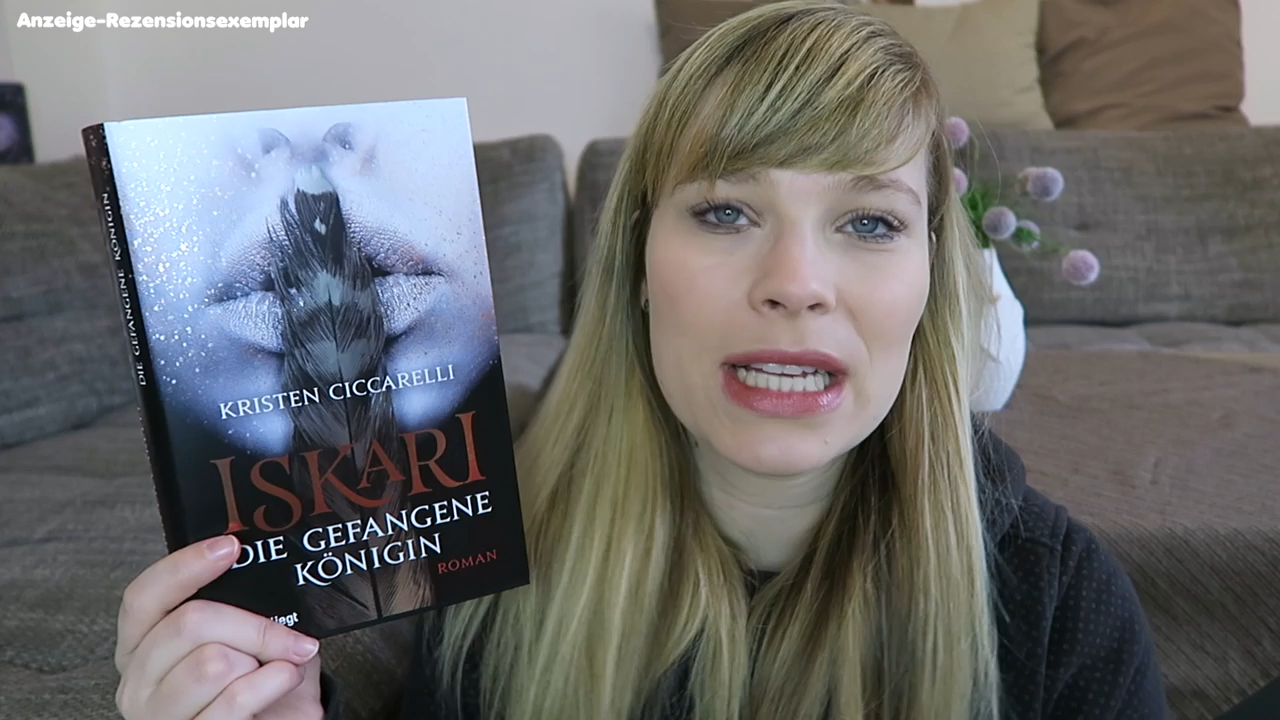 Anzeige-Rezensionsexemplar
DIE GEFANGENE KÖNIGIN
KRISTEN CICCARELLI
ISKARI
DIE GEFANGENE
KÖNIGIN
ROMAN